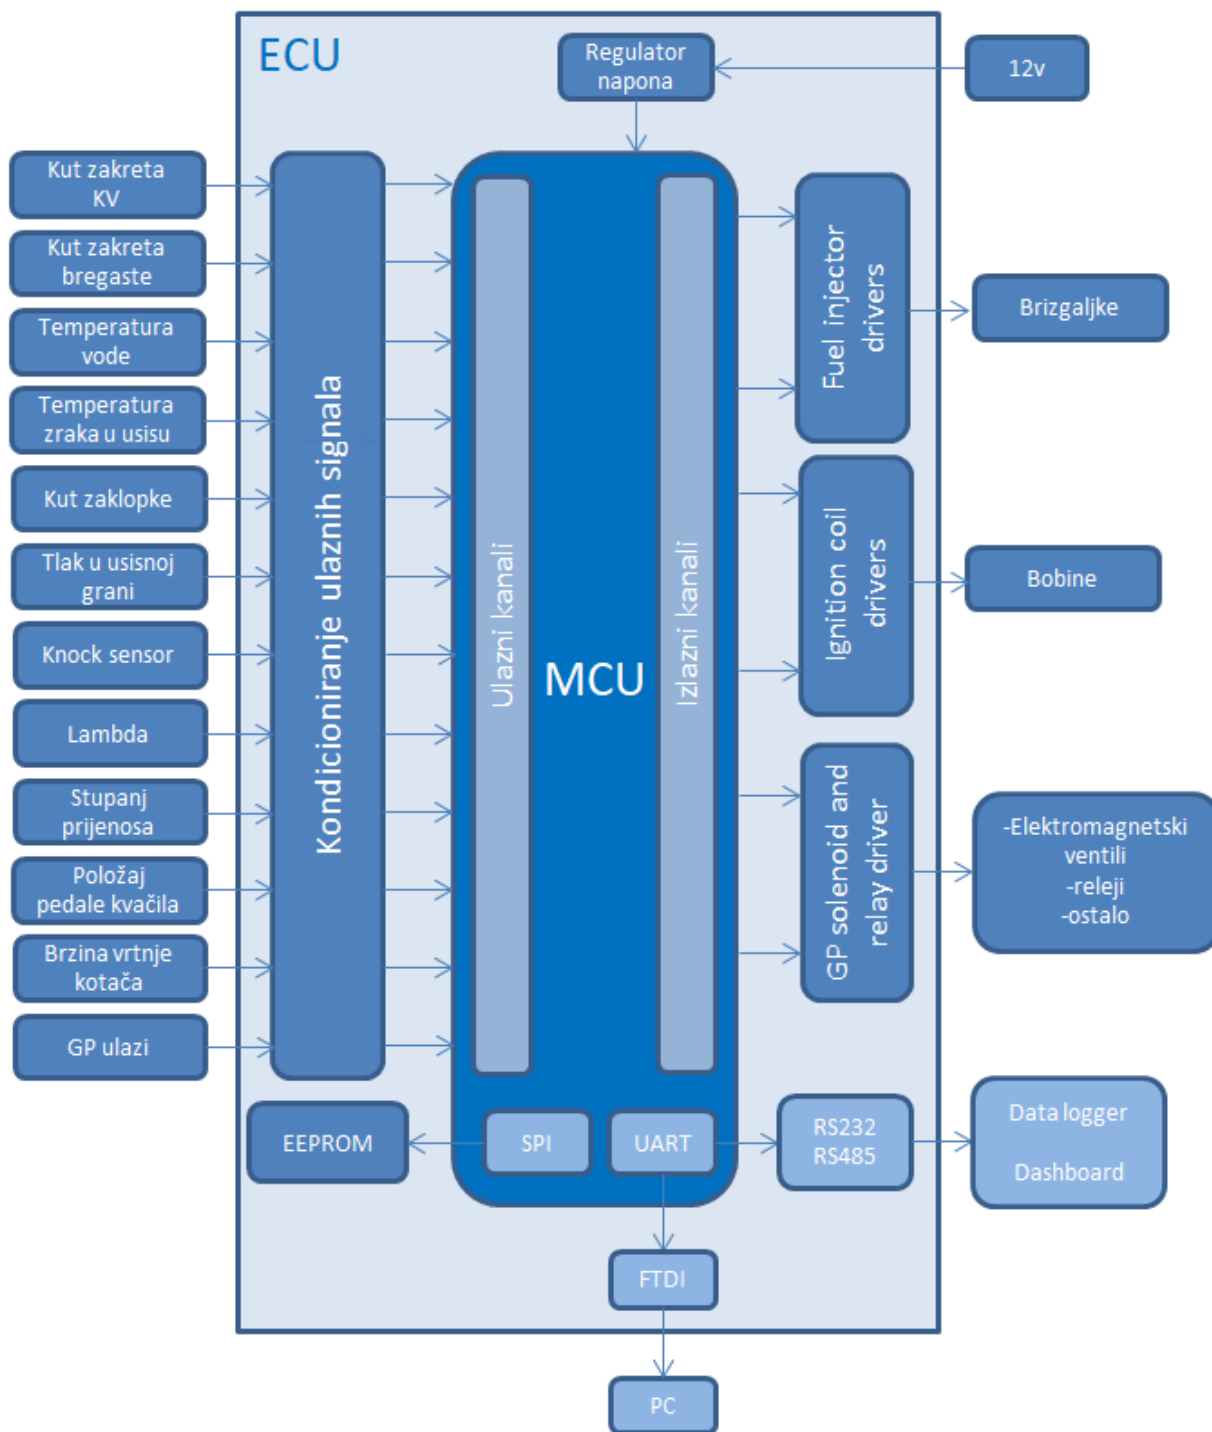 ECU
Regulator
napona
12v
Kut zakreta
KV
Kut zakreta
bregaste
Temperatura
vode
Temperatura
zraka u usisu
Kut zaklopke
Tlak u usisnoj
grani
Knock sensor
Lambda
Stupanj
prijenosa
Položaj
pedale kvačila
Brzina vrtnje
kotača
GP ulazi
Kondicioniranje ulaznih signala
Ulazni kanali
MCU
Izlazni kanali
Fuel injector
drivers
Brizgaljke
Ignition coil
drivers
Bobine
GP solenoid and
relay driver
-Elektromagnetski
ventili
-releji
-ostalo
EEPROM
SPI
UART
RS232
RS485
Data logger
Dashboard
FTDI
PC